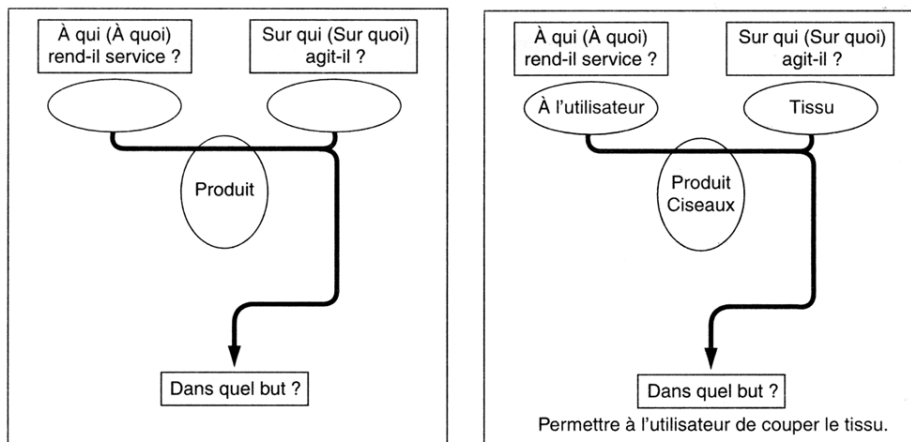 À qui (À quoi)
rend-il service ?
Sur qui (Sur quoi)
agit-il ?
Produit
Dans quel but ?
À qui (À quoi)
rend-il service ?
Sur qui (Sur quoi)
agit-il ?
À l'utilisateur
Tissu
Produit
Ciseaux
Dans quel but ?
Permettre à l'utilisateur de couper le tissu.